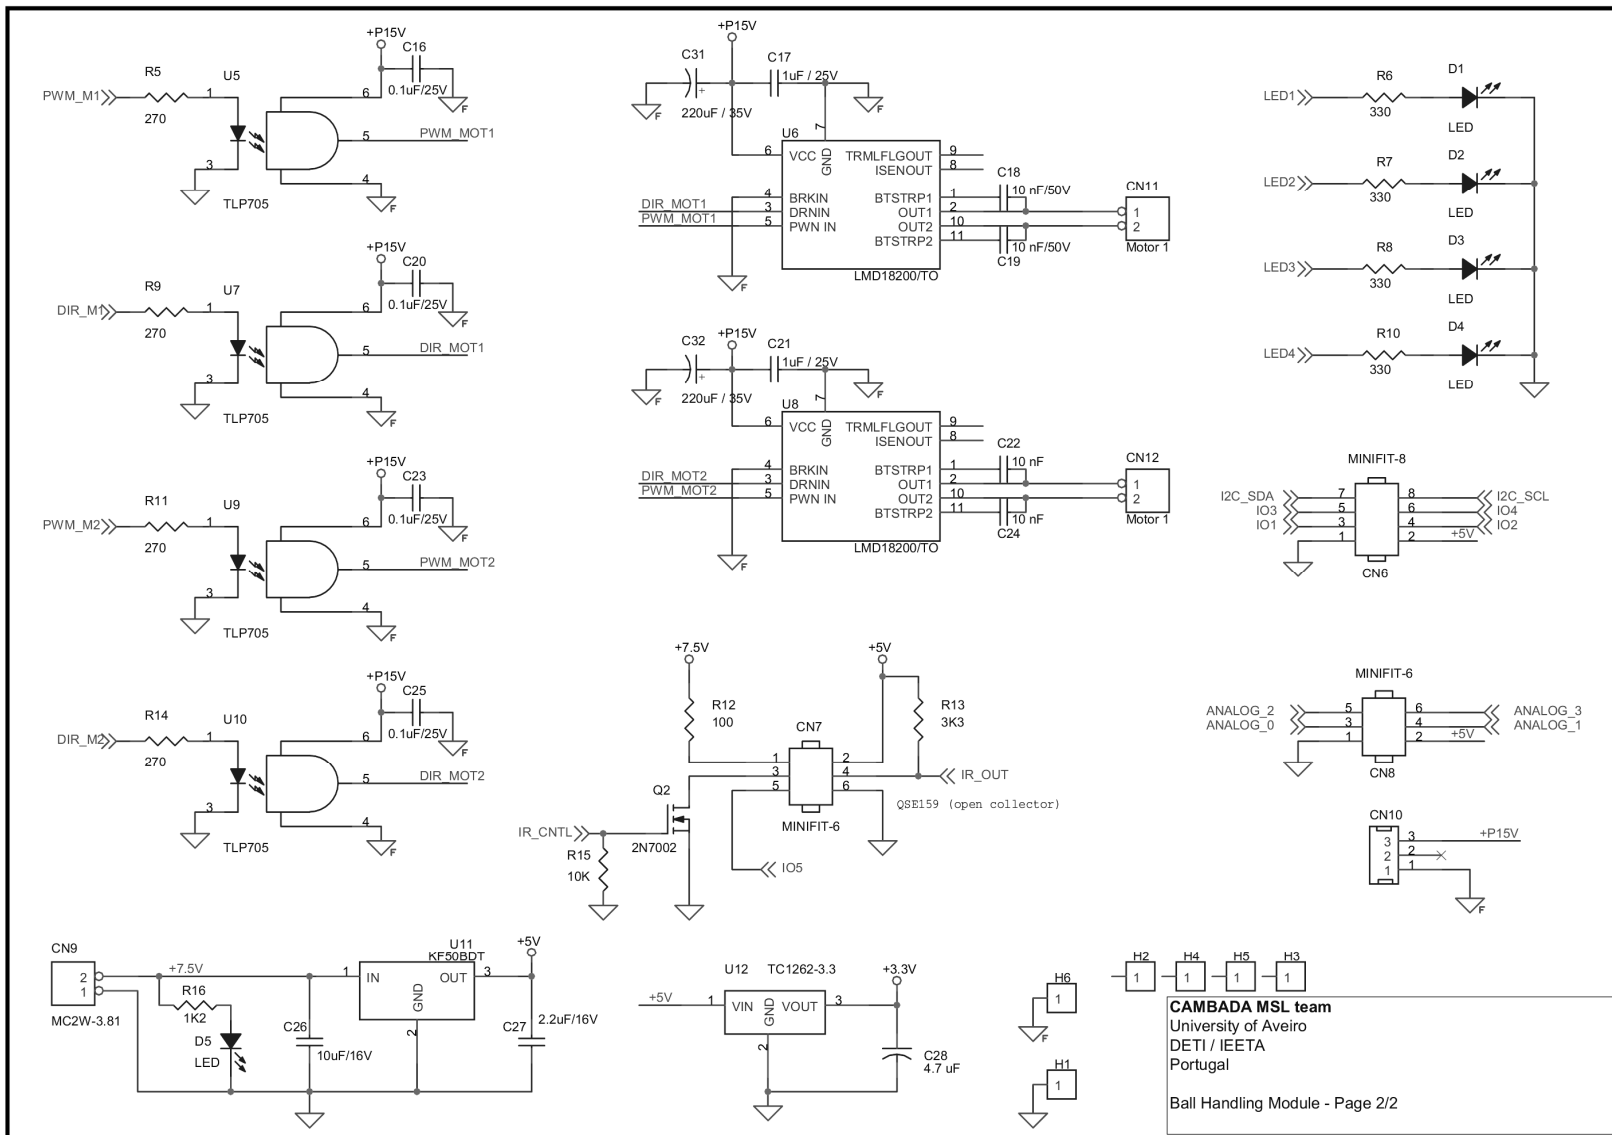 +P15V
C16
0.1uF/25V
F
R5
270
PWM_M1
U5
1
3
6
5
4
PWM_MOT1
F
TLP705
+P15V
C20
0.1uF/25V
F
R9
270
DIR_M1
U7
1
3
6
5
4
DIR_MOT1
F
TLP705
+P15V
C23
0.1uF/25V
F
R11
270
PWM_M2
U9
1
3
6
5
4
PWM_MOT2
F
TLP705
+P15V
C25
0.1uF/25V
F
R14
270
DIR_M2
U10
1
3
6
5
4
DIR_MOT2
F
TLP705
+P15V
C31
+
220uF / 35V
F
C17
1uF / 25V
F
U6
7
6 VCC
GND
TRMLFLGOUT 9
ISENOUT 8
4 BRKIN
DIR_MOT1 3 DRNIN
PWM_MOT1 5 PWN IN
BTSTRP1 1
OUT1 2
OUT2 10
BTSTRP2 11
F
LMD18200/TO
C18
10 nF/50V
10 nF/50V
C19
CN11
1
2
Motor 1
+P15V
C32
+
220uF / 35V
F
C21
1uF / 25V
F
U8
7
6 VCC
GND
TRMLFLGOUT 9
ISENOUT 8
4 BRKIN
DIR_MOT2 3 DRNIN
PWM_MOT2 5 PWN IN
BTSTRP1 1
OUT1 2
OUT2 10
BTSTRP2 11
F
LMD18200/TO
C22
10 nF
10 nF
C24
CN12
1
2
Motor 1
LED1
R6
330
D1
LED
LED2
R7
330
D2
LED
LED3
R8
330
D3
LED
LED4
R10
330
D4
LED
MINIFIT-8
I2C_SDA 7 8 I2C_SCL
IO3 5 6 IO4
IO1 3 4 IO2
1 2 +5V
CN6
MINIFIT-6
ANALOG_2 5 6 ANALOG_3
ANALOG_0 3 4 ANALOG_1
1 2 +5V
CN8
CN10
3 3 +P15V
2 2
1 1
F
+7.5V
R12
100
+5V
R13
3K3
CN7
1 2
3 4
5 6
MINIFIT-6
IR_OUT
QSE159 (open collector)
Q2
2N7002
IR_CNTL
R15
10K
IO5
CN9
2
1
MC2W-3.81
+7.5V
R16
1K2
D5
LED
C26
10uF/16V
U11
KF50BDT
1 IN OUT 3
GND
2
+5V
2.2uF/16V
C27
U12 TC1262-3.3
+5V 1 VIN VOUT 3
GND
2
+3.3V
C28
4.7 uF
H6
1
F
H1
1
H2 H4 H5 H3
1 1 1 1
CAMBADA MSL team
University of Aveiro
DETI / IEETA
Portugal
Ball Handling Module - Page 2/2